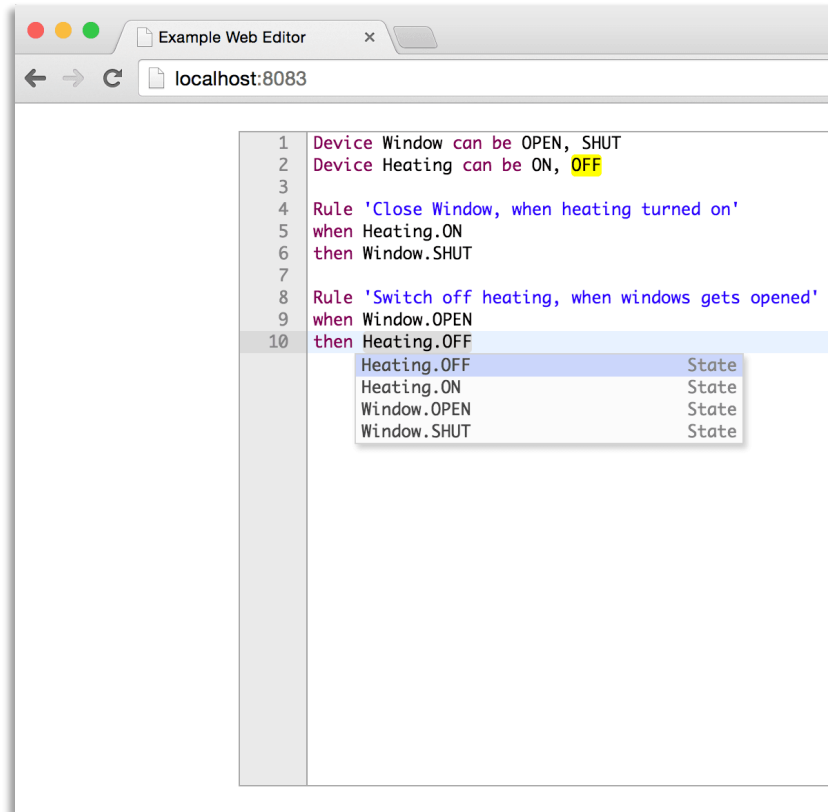 Example Web Editor
localhost:8083
1 Device Window can be OPEN, SHUT
2 Device Heating can be ON, OFF
3
4 Rule 'Close Window, when heating turned on'
5 when Heating.ON
6 then Window.SHUT
7
8 Rule 'Switch off heating, when windows gets opened'
9 when Window.OPEN
10 then Heating.OFF
Heating.OFF State
Heating.ON State
Window.OPEN State
Window.SHUT State